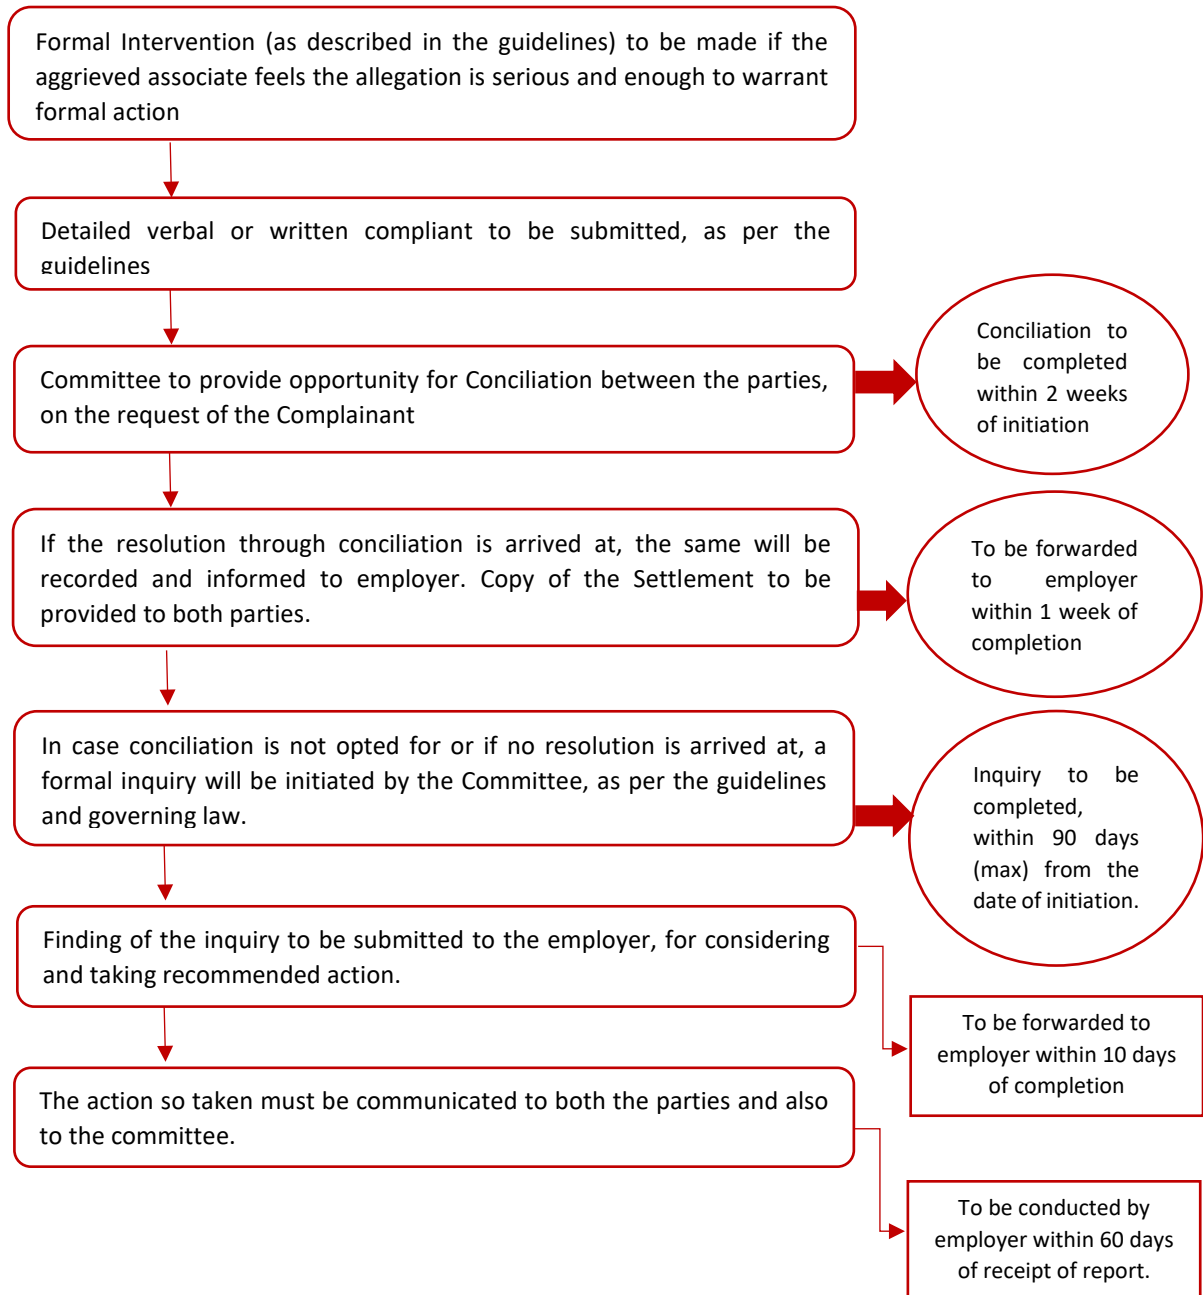 Formal Intervention (as described in the guidelines) to be made if the
aggrieved associate feels the allegation is serious and enough to warrant
formal action
Detailed verbal or written compliant to be submitted, as per the
guidelines
Committee to provide opportunity for Conciliation between the parties,
on the request of the Complainant
Conciliation to
be completed
within 2 weeks
of initiation
If the resolution through conciliation is arrived at, the same will be
recorded and informed to employer. Copy of the Settlement to be
provided to both parties.
To be forwarded
to employer
within 1 week of
completion
In case conciliation is not opted for or if no resolution is arrived at, a
formal inquiry will be initiated by the Committee, as per the guidelines
and governing law.
Inquiry to be
completed,
within 90 days
(max) from the
date of initiation.
Finding of the inquiry to be submitted to the employer, for considering
and taking recommended action.
To be forwarded to
employer within 10 days
of completion
The action so taken must be communicated to both the parties and also
to the committee.
To be conducted by
employer within 60 days
of receipt of report.